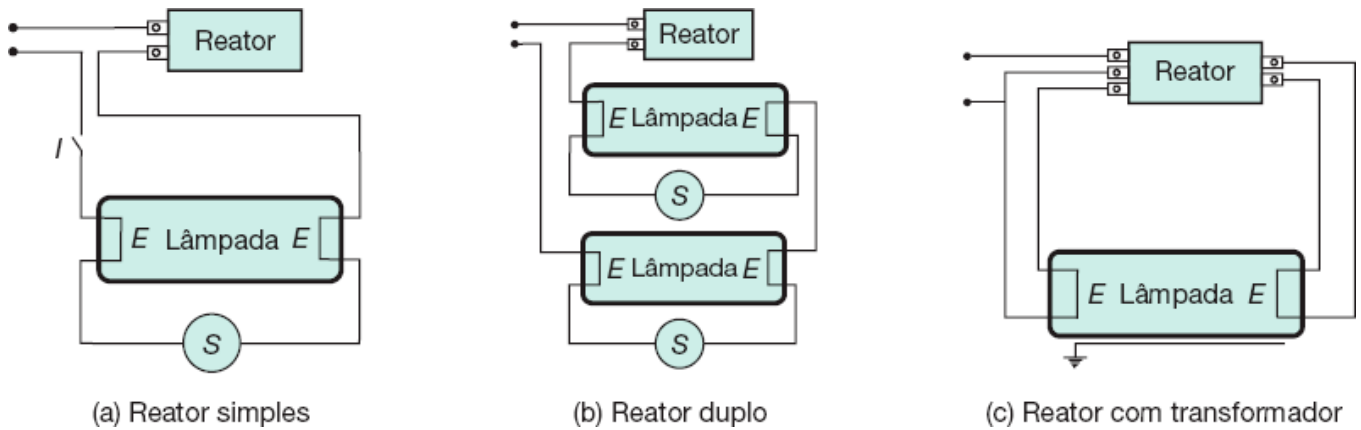 Reator
I
E Lâmpada E
S
(a) Reator simples
Reator
E Lâmpada E
S
E Lâmpada E
S
(b) Reator duplo
Reator
E Lâmpada E
(c) Reator com transformador